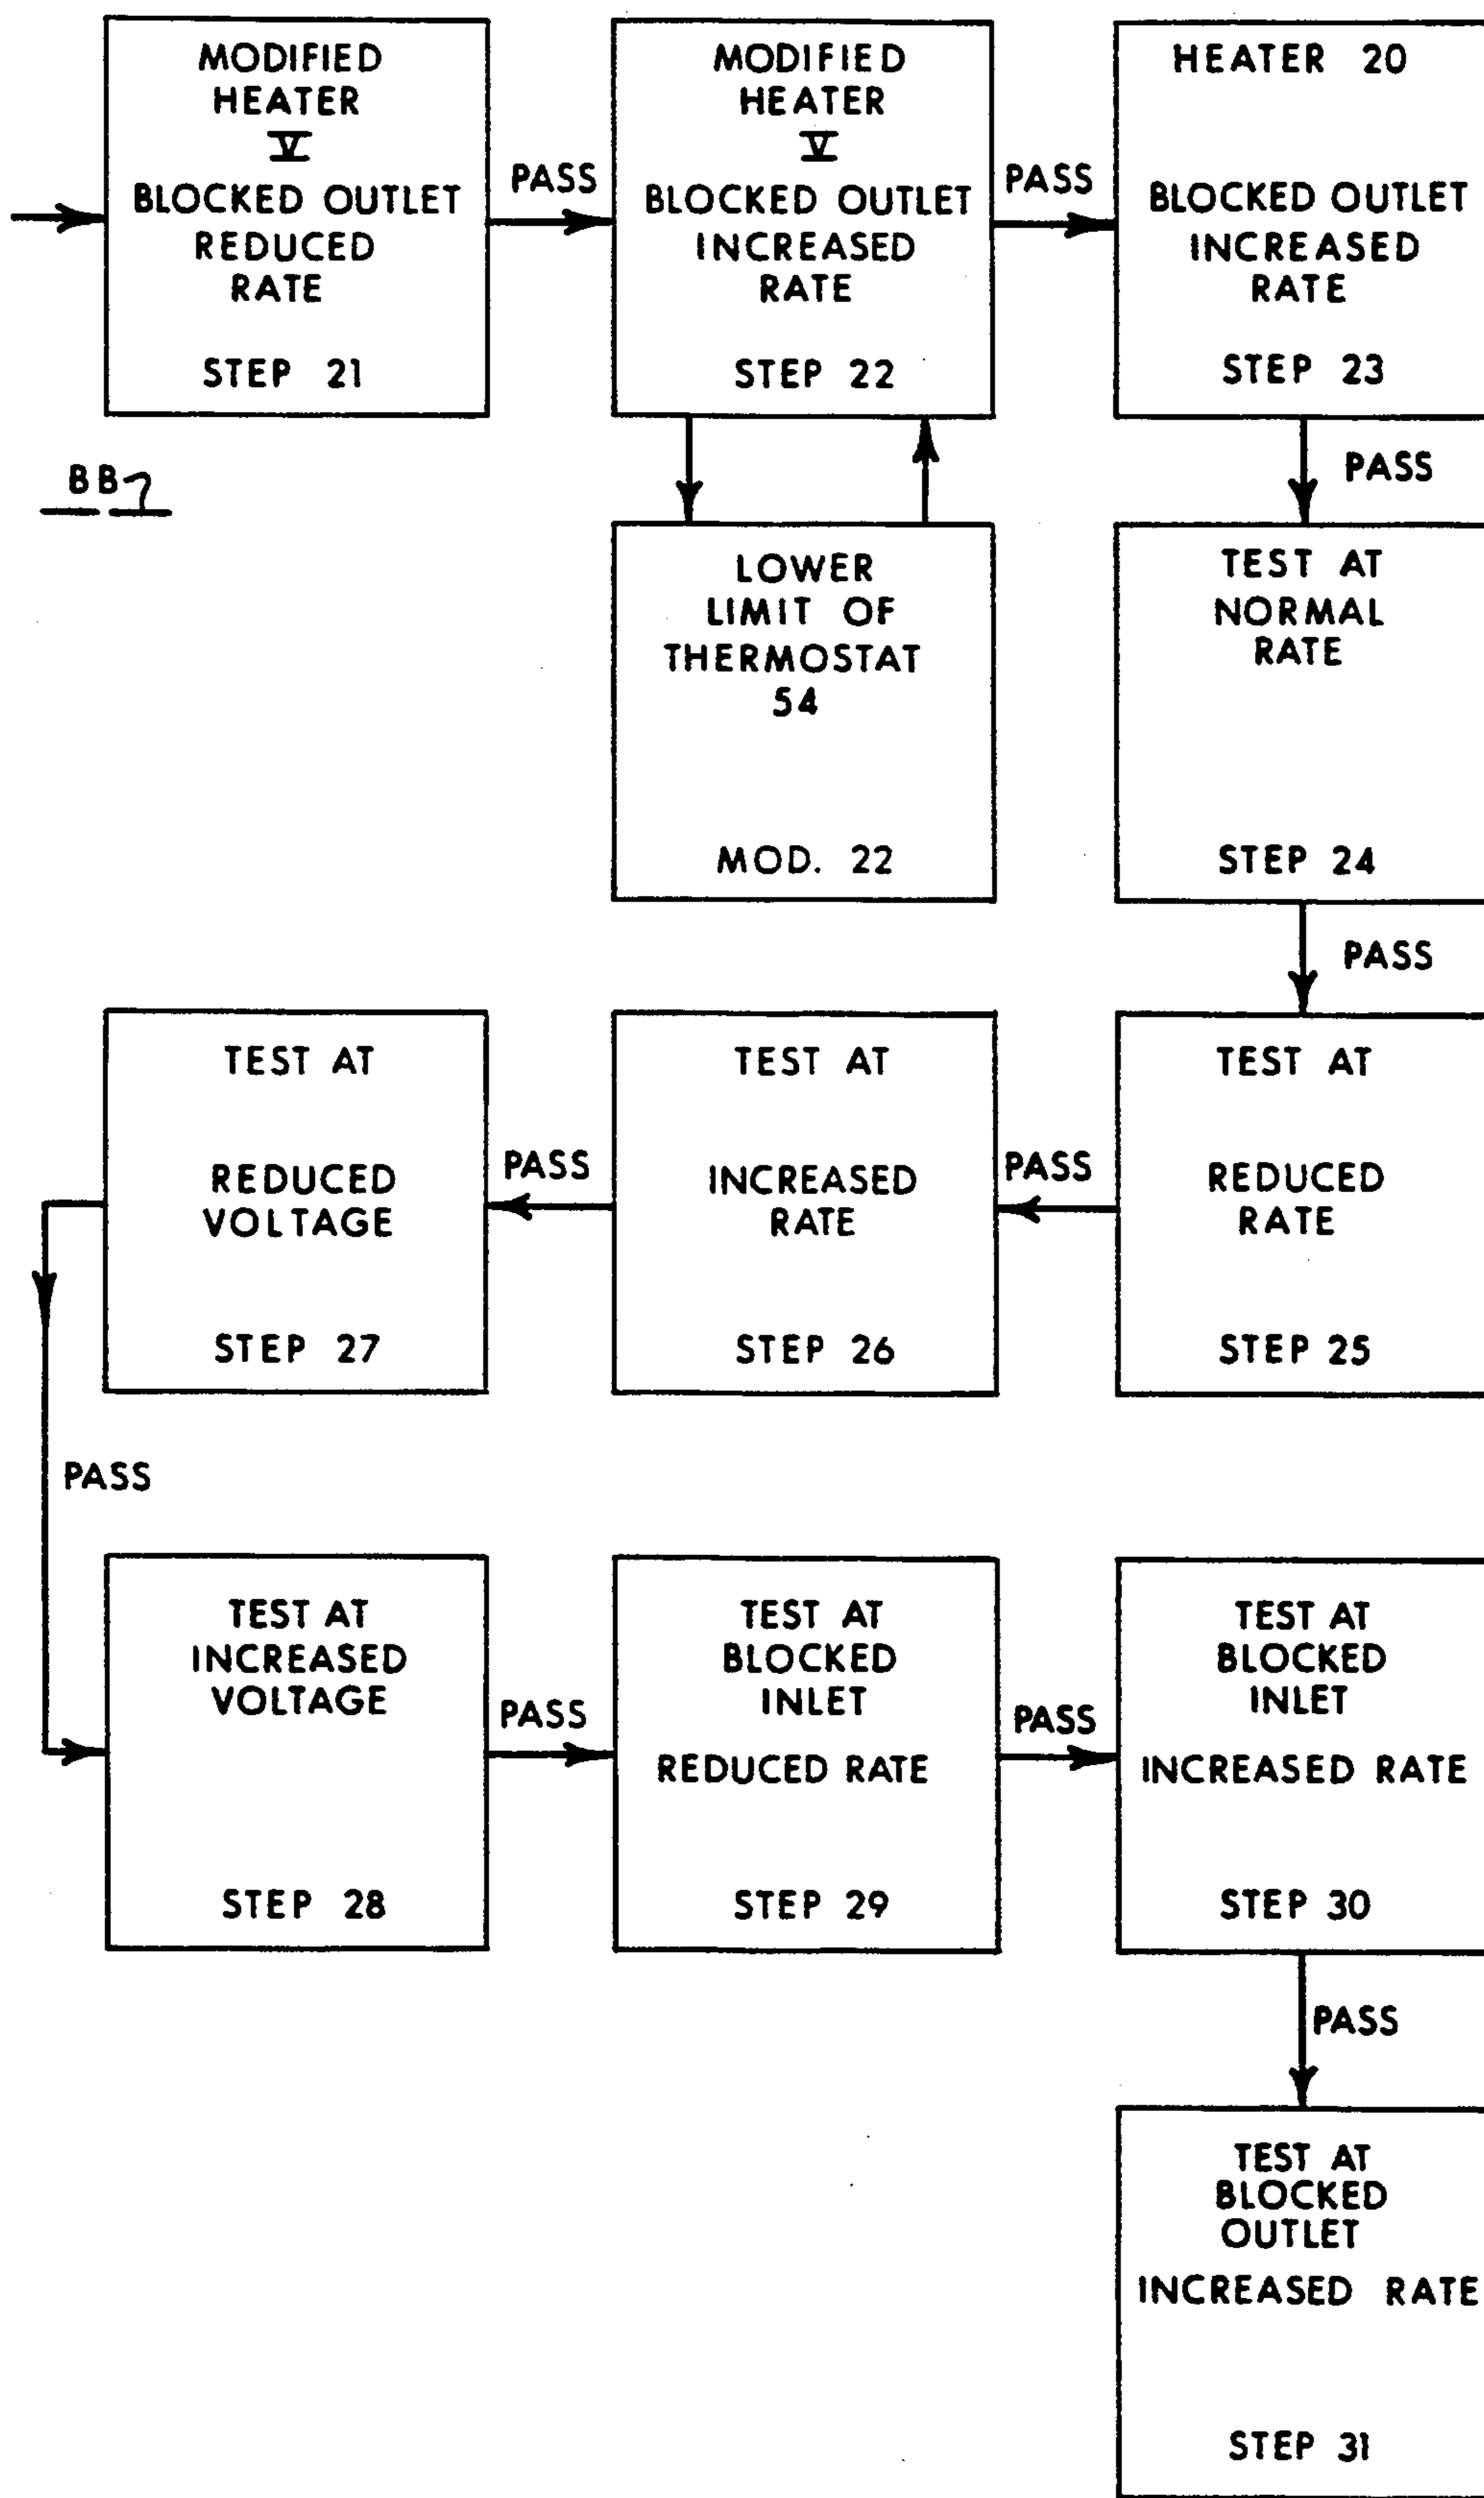 MODIFIED
HEATER
V
BLOCKED OUTLET
REDUCED
RATE
STEP 21
PASS
MODIFIED
HEATER
V
BLOCKED OUTLET
INCREASED
RATE
STEP 22
PASS
HEATER 20
BLOCKED OUTLET
INCREASED
RATE
STEP 23
PASS
BB
LOWER
LIMIT OF
THERMOSTAT
54
MOD. 22
TEST AT
NORMAL
RATE
STEP 24
PASS
TEST AT
REDUCED
RATE
STEP 25
PASS
TEST AT
INCREASED
RATE
STEP 26
PASS
TEST AT
REDUCED
VOLTAGE
STEP 27
PASS
TEST AT
INCREASED
VOLTAGE
STEP 28
PASS
TEST AT
BLOCKED
INLET
REDUCED RATE
STEP 29
PASS
TEST AT
BLOCKED
INLET
INCREASED RATE
STEP 30
PASS
TEST AT
BLOCKED
OUTLET
INCREASED RATE
STEP 31